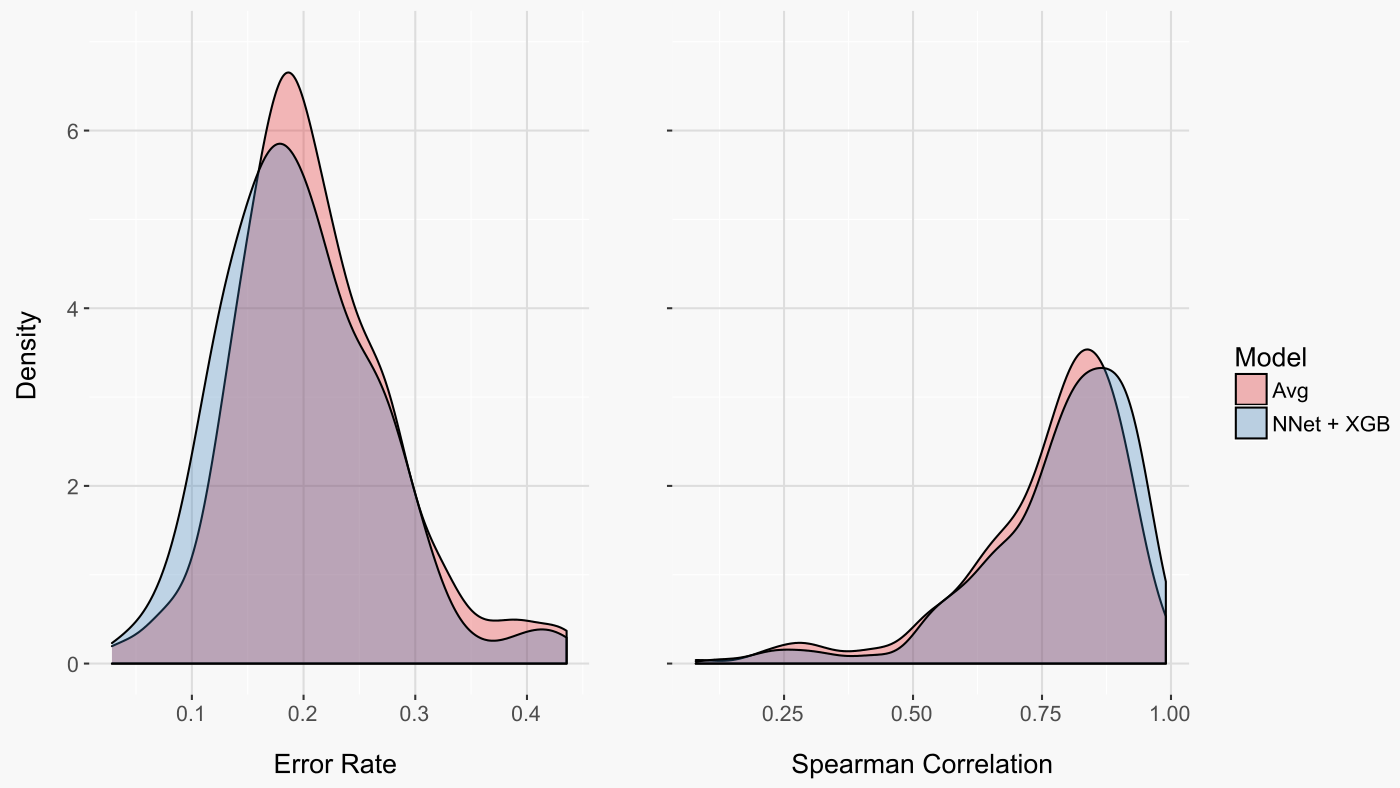 Density
6
4
2
0
0.1 0.2 0.3 0.4
Error Rate
0.25 0.50 0.75 1.00
Spearman Correlation
Model
Avg
NNet + XGB